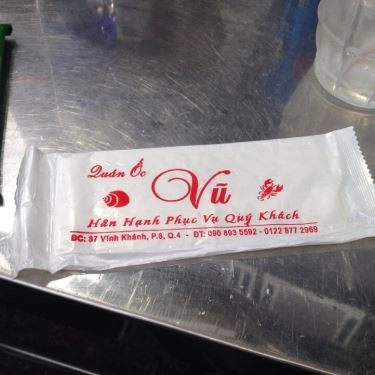 Quán Ốc
Vũ
Hân Hạnh Phục Vụ Quý Khách
ĐC: 37 Vĩnh Khánh, P.8, Q.4 - ĐT: 090 893 5592 - 0122 877 2969